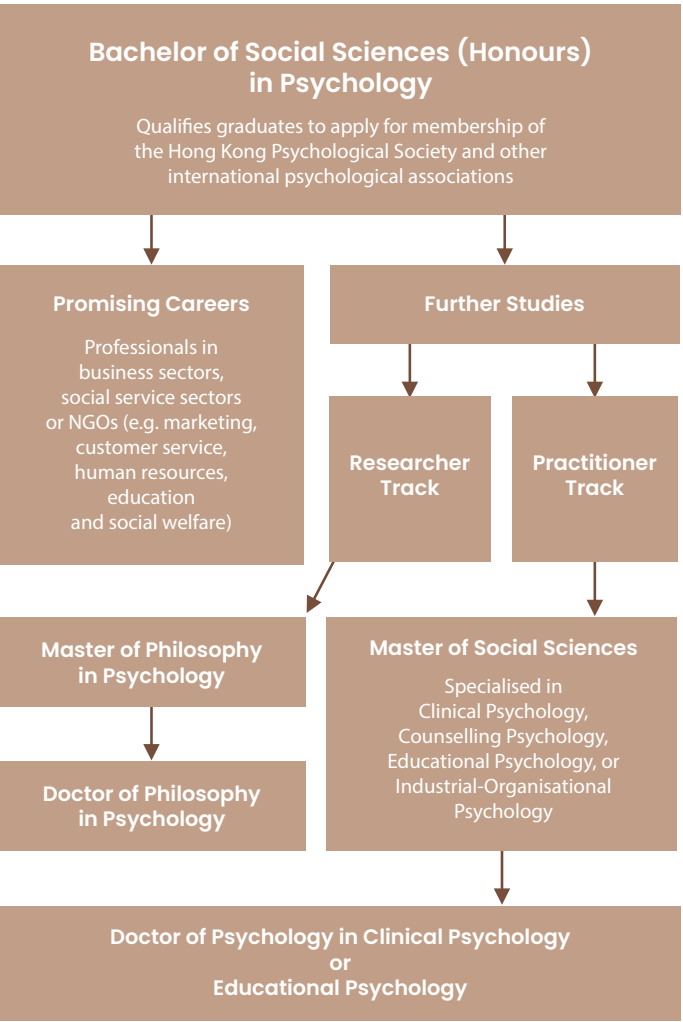 Bachelor of Social Sciences (Honours)
in Psychology
Qualifies graduates to apply for membership of
the Hong Kong Psychological Society and other
international psychological associations
Promising Careers
Professionals in
business sectors,
social service sectors
or NGOs (e.g. marketing,
customer service,
human resources,
education
and social welfare)
Further Studies
Researcher
Track
Practitioner
Track
Master of Philosophy
in Psychology
Doctor of Philosophy
in Psychology
Master of Social Sciences
Specialised in
Clinical Psychology,
Counselling Psychology,
Educational Psychology, or
Industrial-Organisational
Psychology
Doctor of Psychology in Clinical Psychology
or
Educational Psychology